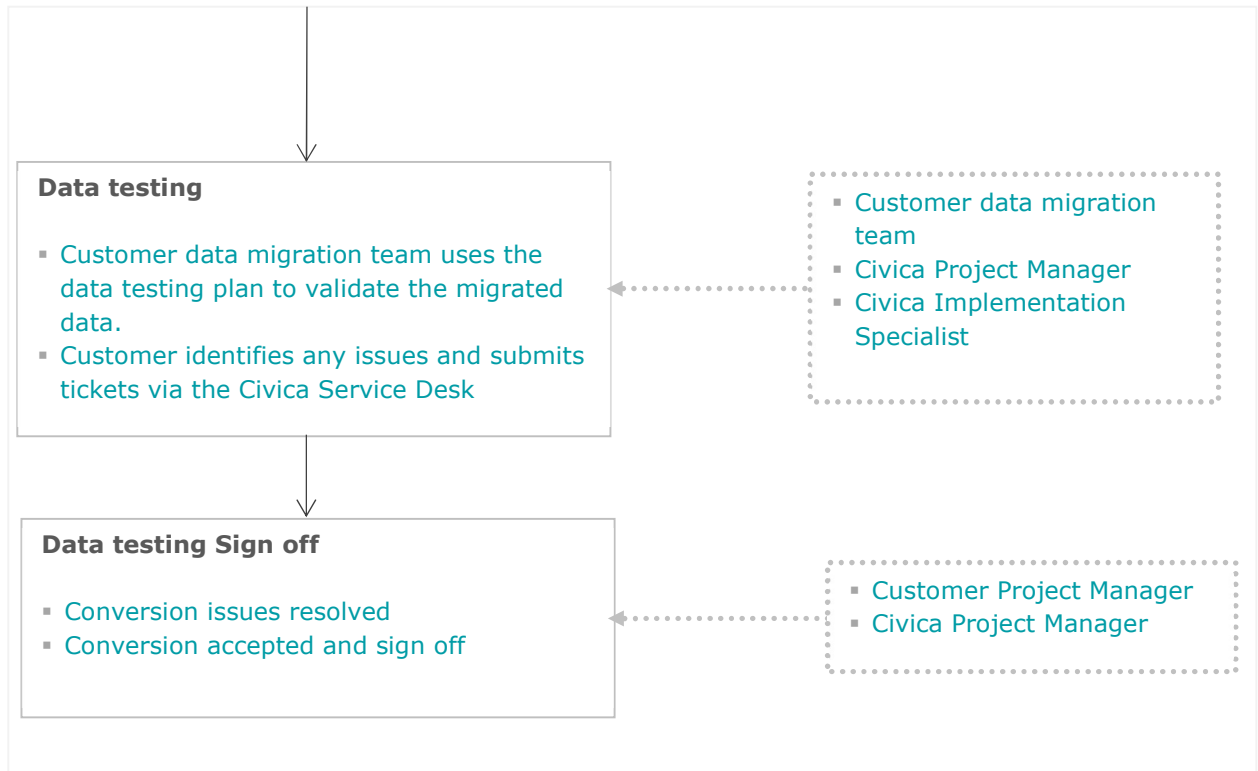 Data testing
▪ Customer data migration team uses the
data testing plan to validate the migrated
data.
▪ Customer identifies any issues and submits
tickets via the Civica Service Desk
▪ Customer data migration
team
▪ Civica Project Manager
▪ Civica Implementation
Specialist
Data testing Sign off
▪ Conversion issues resolved
▪ Conversion accepted and sign off
▪ Customer Project Manager
▪ Civica Project Manager